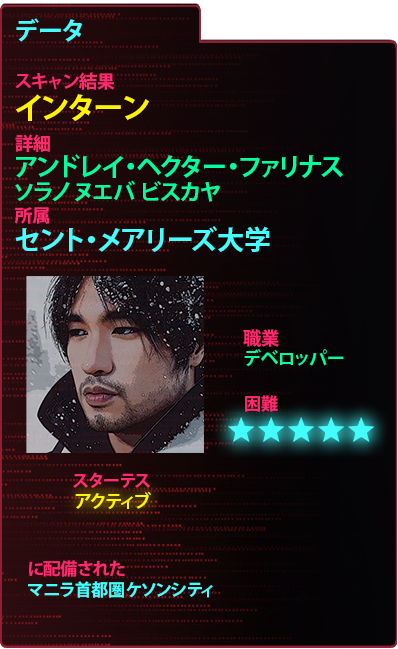 データ
スキャン結果
インターン
詳細
アンドレイ・ヘクター・ファリナス
ソラノ ヌエバ ビスカヤ
所属
セント・メアリーズ大学
職業
デベロッパー
困難
★★★★★
スターテス
アクティブ
に配備された
マニラ首都圏 ケソンシティ